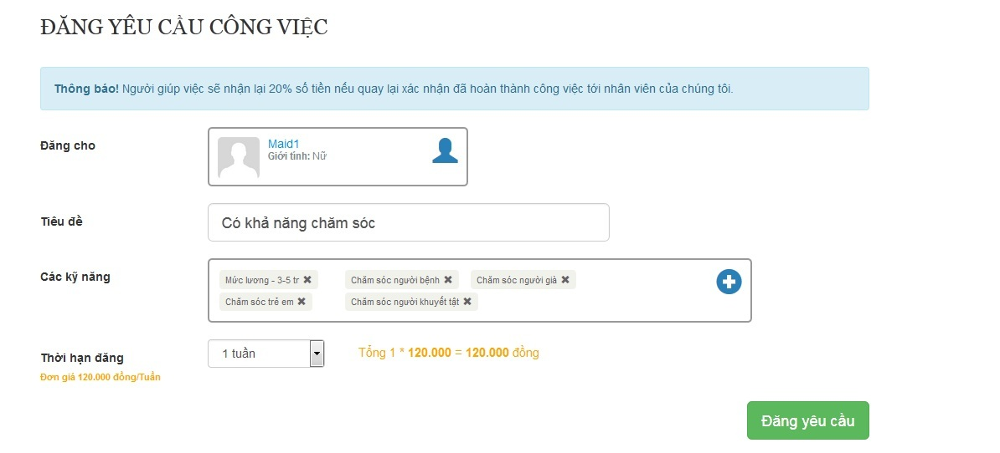 ĐĂNG YÊU CẦU CÔNG VIỆC
Thông báo! Người giúp việc sẽ nhận lại 20% số tiền nếu quay lại xác nhận đã hoàn thành công việc tới nhân viên của chúng tôi.
Đăng cho
Maid1
Giới tính: Nữ
Tiêu đề
Có khả năng chăm sóc
Các kỹ năng
Mức lương - 3-5 tr ✖ Chăm sóc người bệnh ✖ Chăm sóc người già ✖
Chăm sóc trẻ em ✖ Chăm sóc người khuyết tật ✖
Thời hạn đăng
1 tuần
Tổng 1 * 120.000 = 120.000 đồng
Đơn giá 120.000 đồng/Tuần
Đăng yêu cầu